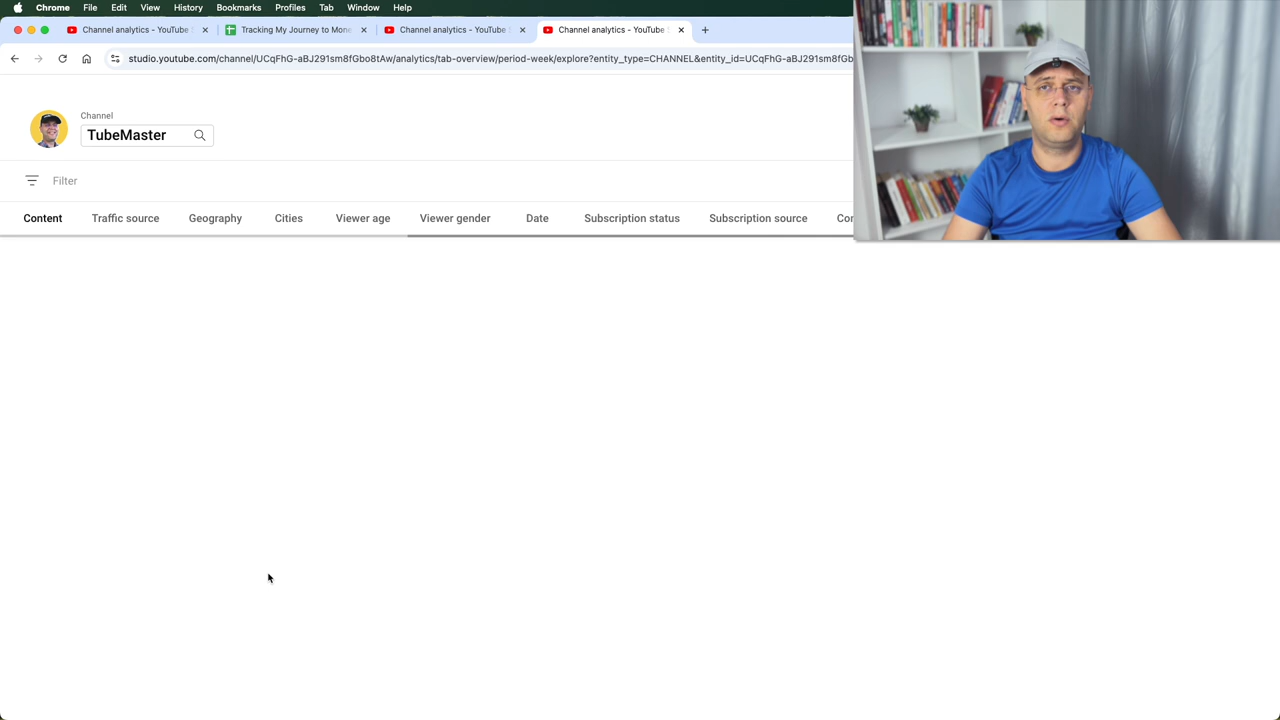 Chrome File Edit View History Bookmarks Profiles Tab Window Help
Channel analytics - YouTube Tracking My Journey to Mone Channel analytics - YouTube Channel analytics - YouTube
studio.youtube.com/channel/UCqFhG-aBJ291sm8fGbo8tAw/analytics/tab-overview/period-week/explore?entity_type=CHANNEL&entity_id=UCqFhG-aBJ291sm8fGb
Channel
TubeMaster
Filter
Content Traffic source Geography Cities Viewer age Viewer gender Date Subscription status Subscription source Con